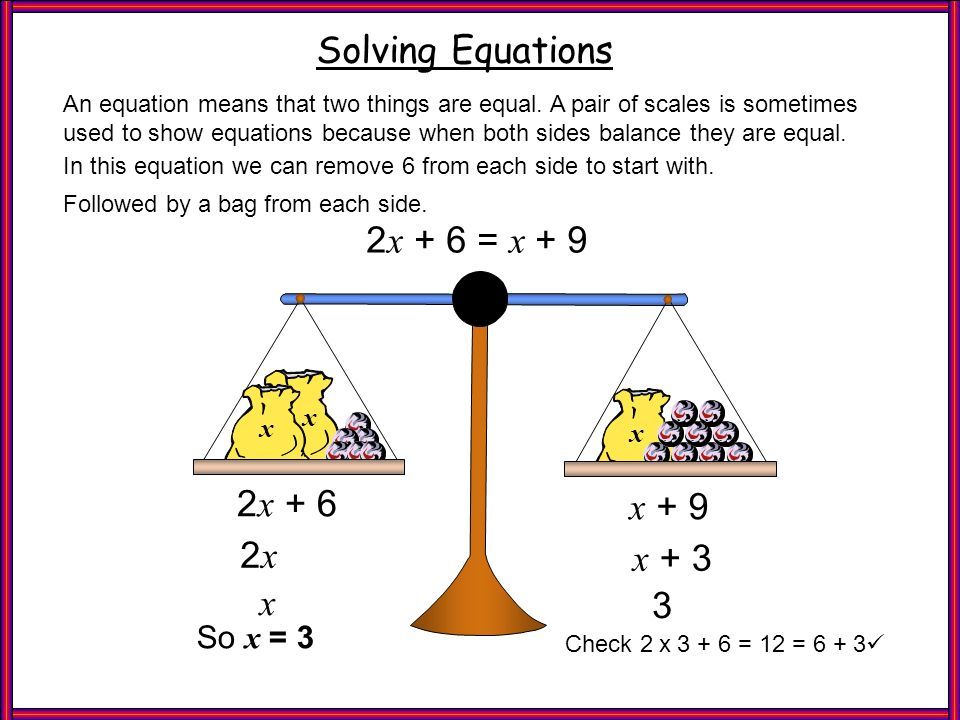 Solving Equations
An equation means that two things are equal. A pair of scales is sometimes
used to show equations because when both sides balance they are equal.
In this equation we can remove 6 from each side to start with.
Followed by a bag from each side.
2x + 6 = x + 9
x x
x
2x + 6
x + 9
2x
x + 3
x
3
So x = 3
Check 2 x 3 + 6 = 12 = 6 + 3✓